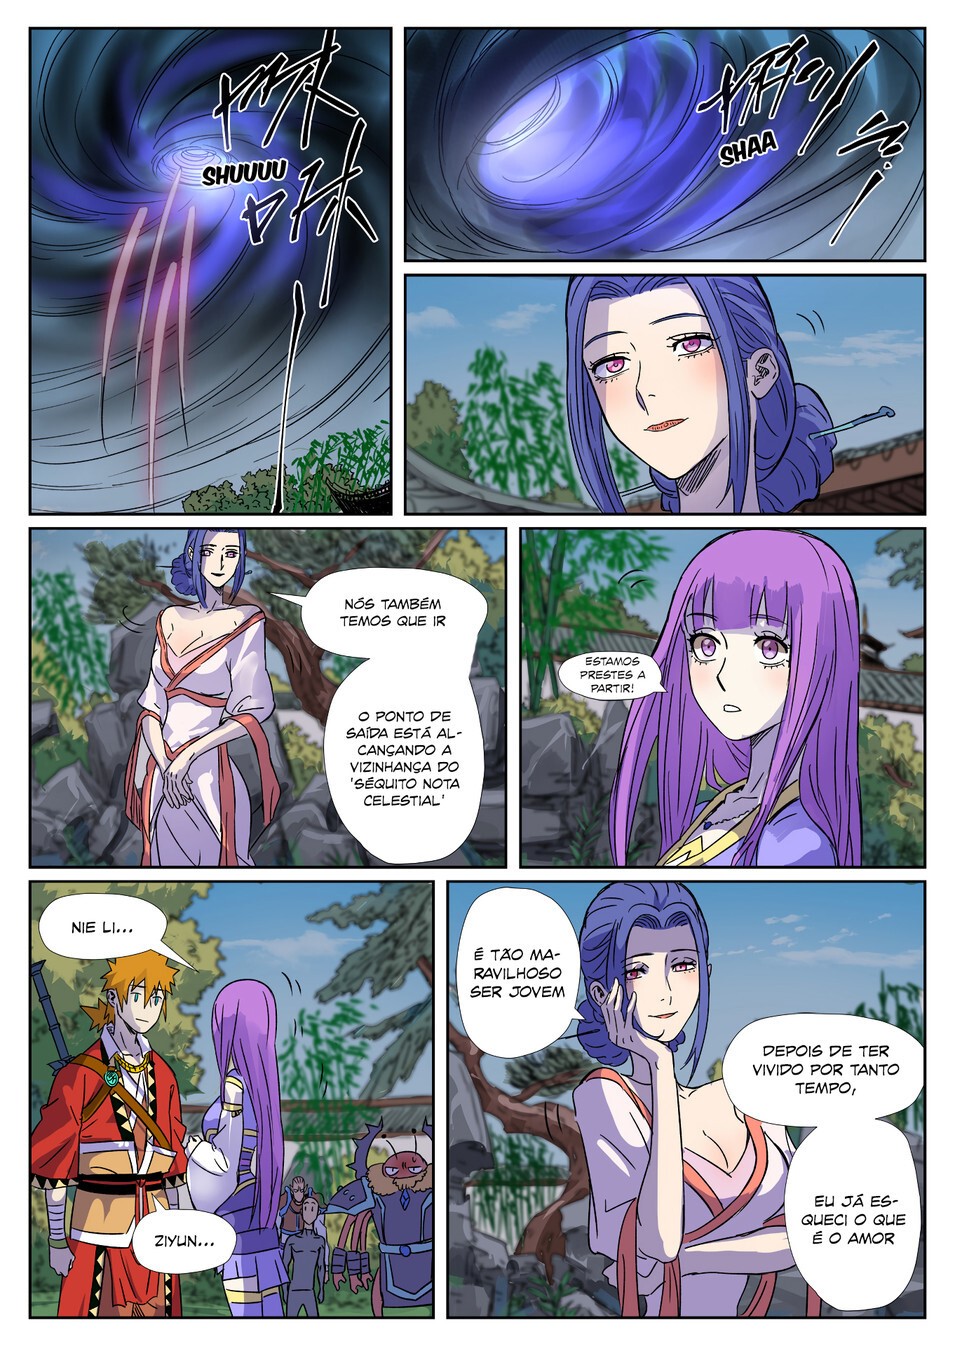 SHUUUU
SHAA
NÓS TAMBÉM
TEMOS QUE IR
O PONTO DE
SAÍDA ESTÁ AL-
CANÇANDO A
VIZINHANÇA DO
'SÉQUITO NOTA
CELESTIAL'
ESTAMOS
PRESTES A
PARTIR!
NIE LI...
ZIYUN...
É TÃO MA-
RAVILHOSO
SER JOVEM
DEPOIS DE TER
VIVIDO POR TANTO
TEMPO;
EU JÁ ES-
QUECI O QUE
É O AMOR